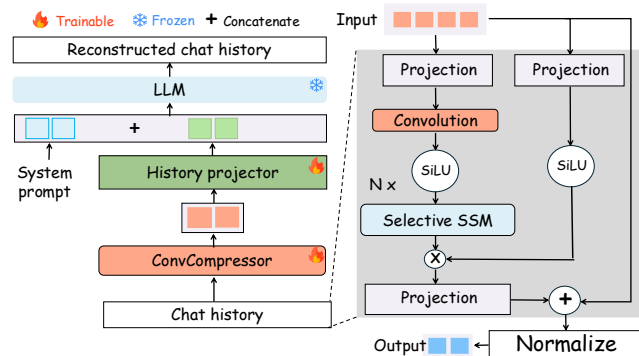 Trainable
Frozen
+ Concatenate
Reconstructed chat history
LLM
+
System
prompt
History projector
ConvCompressor
Chat history
Input
Projection
Projection
Convolution
SiLU
SiLU
N x
Selective SSM
X
Projection
+
Output
Normalize